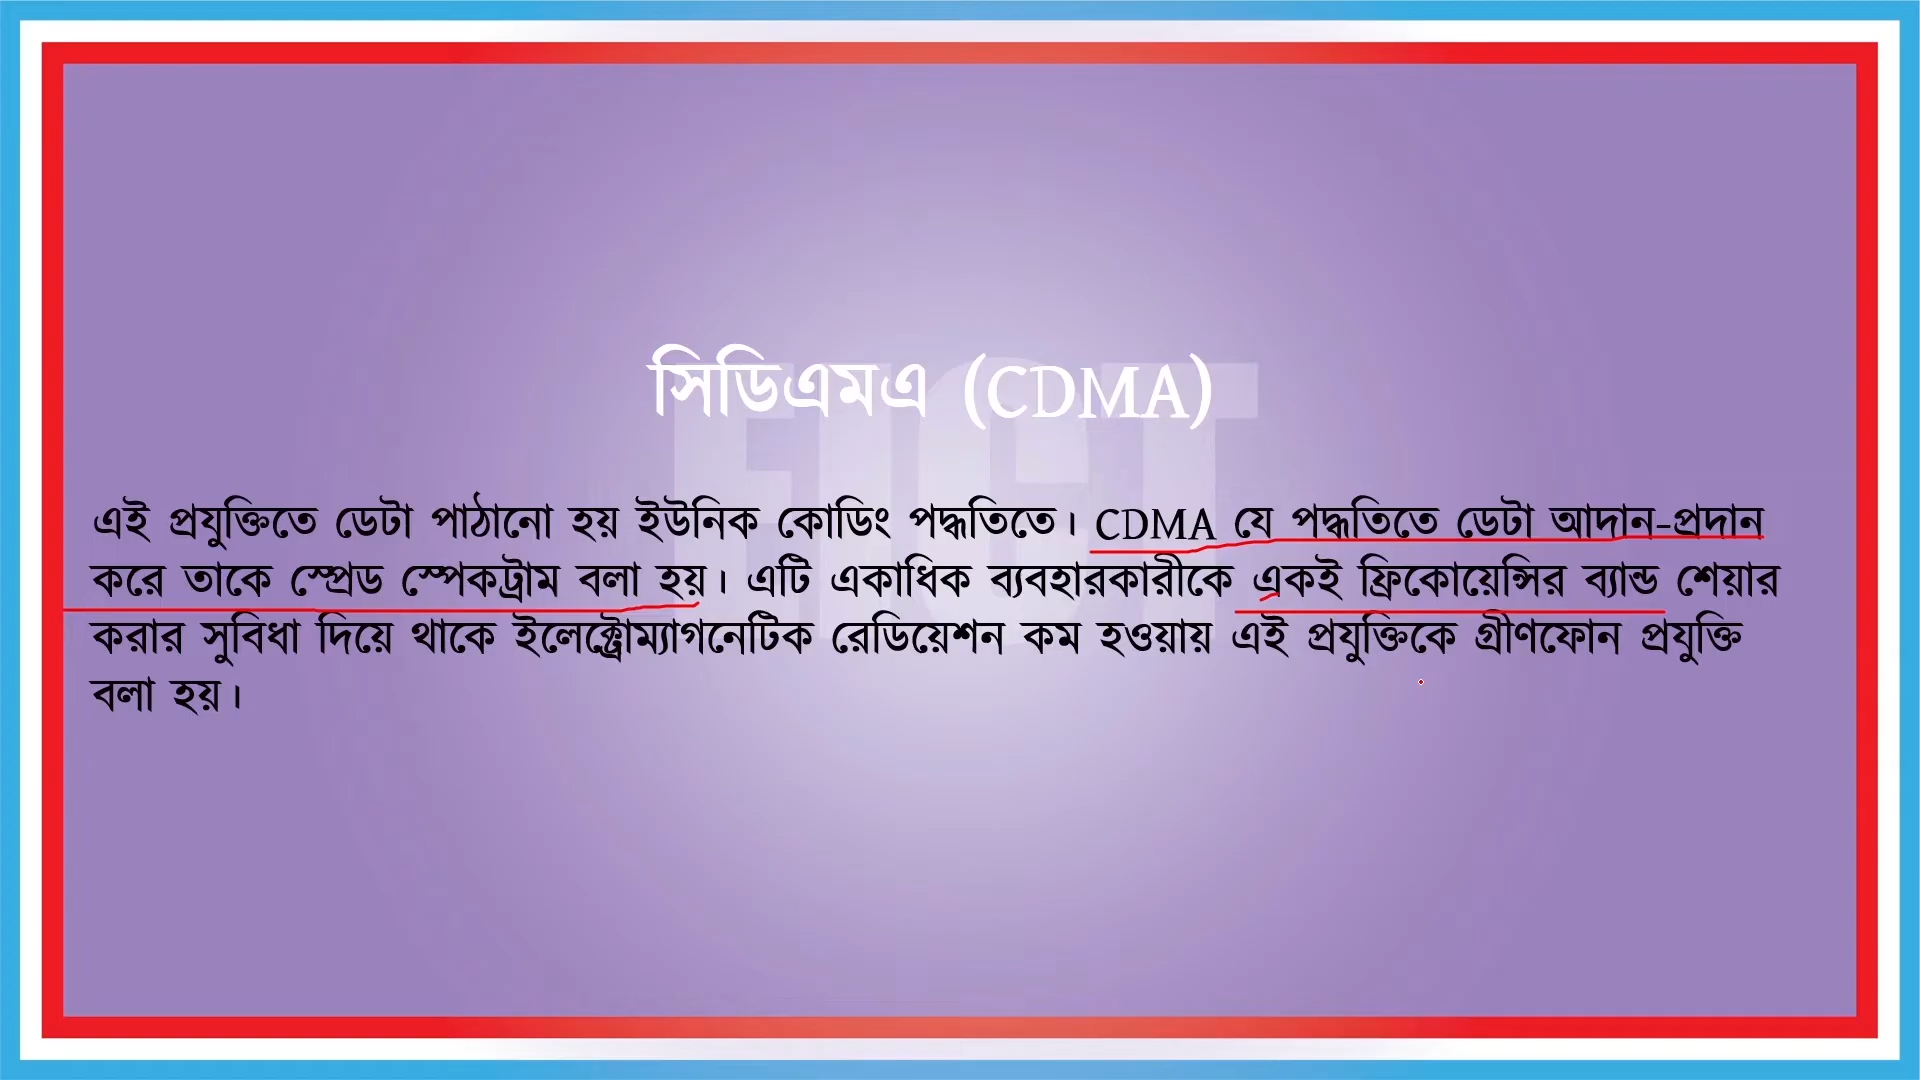 সিডিএমএ (CDMA)
FICT
এই প্রযুক্তিতে ডেটা পাঠানো হয় ইউনিক কোডিং পদ্ধতিতে। CDMA যে পদ্ধতিতে ডেটা আদান-প্রদান
করে তাকে স্প্রেড স্পেকট্রাম বলা হয়। এটি একাধিক ব্যবহারকারীকে একই ফ্রিকোয়েন্সির ব্যান্ড শেয়ার
করার সুবিধা দিয়ে থাকে ইলেক্ট্রোম্যাগনেটিক রেডিয়েশন কম হওয়ায় এই প্রযুক্তিকে গ্রীণফোন প্রযুক্তি
বলা হয়।